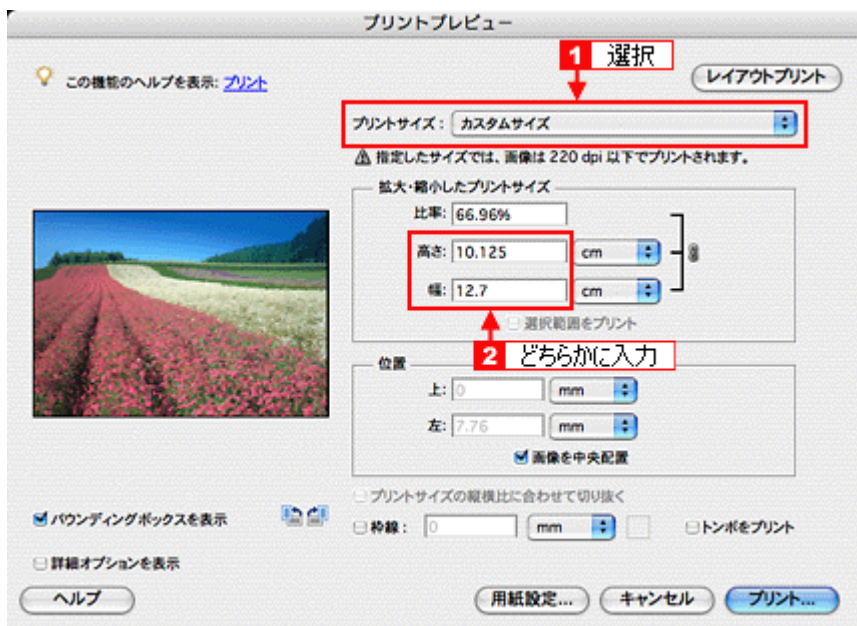 プリントプレビュー
1 選択
この機能のヘルプを表示: プリント
レイアウトプリント
プリントサイズ: カスタムサイズ
指定したサイズでは、画像は 220 dpi 以下でプリントされます。
拡大・縮小したプリントサイズ
比率: 66.96%
高さ: 10.125 cm
幅: 12.7 cm
選択範囲をプリント
2 どちらかに入力
位置
上: 0 mm
左: 7.76 mm
画像を中央配置
プリントサイズの縦横比に合わせて切り抜く
バウンディングボックスを表示
枠線: 0 mm
トンボをプリント
詳細オプションを表示
ヘルプ
用紙設定...
キャンセル
プリント...